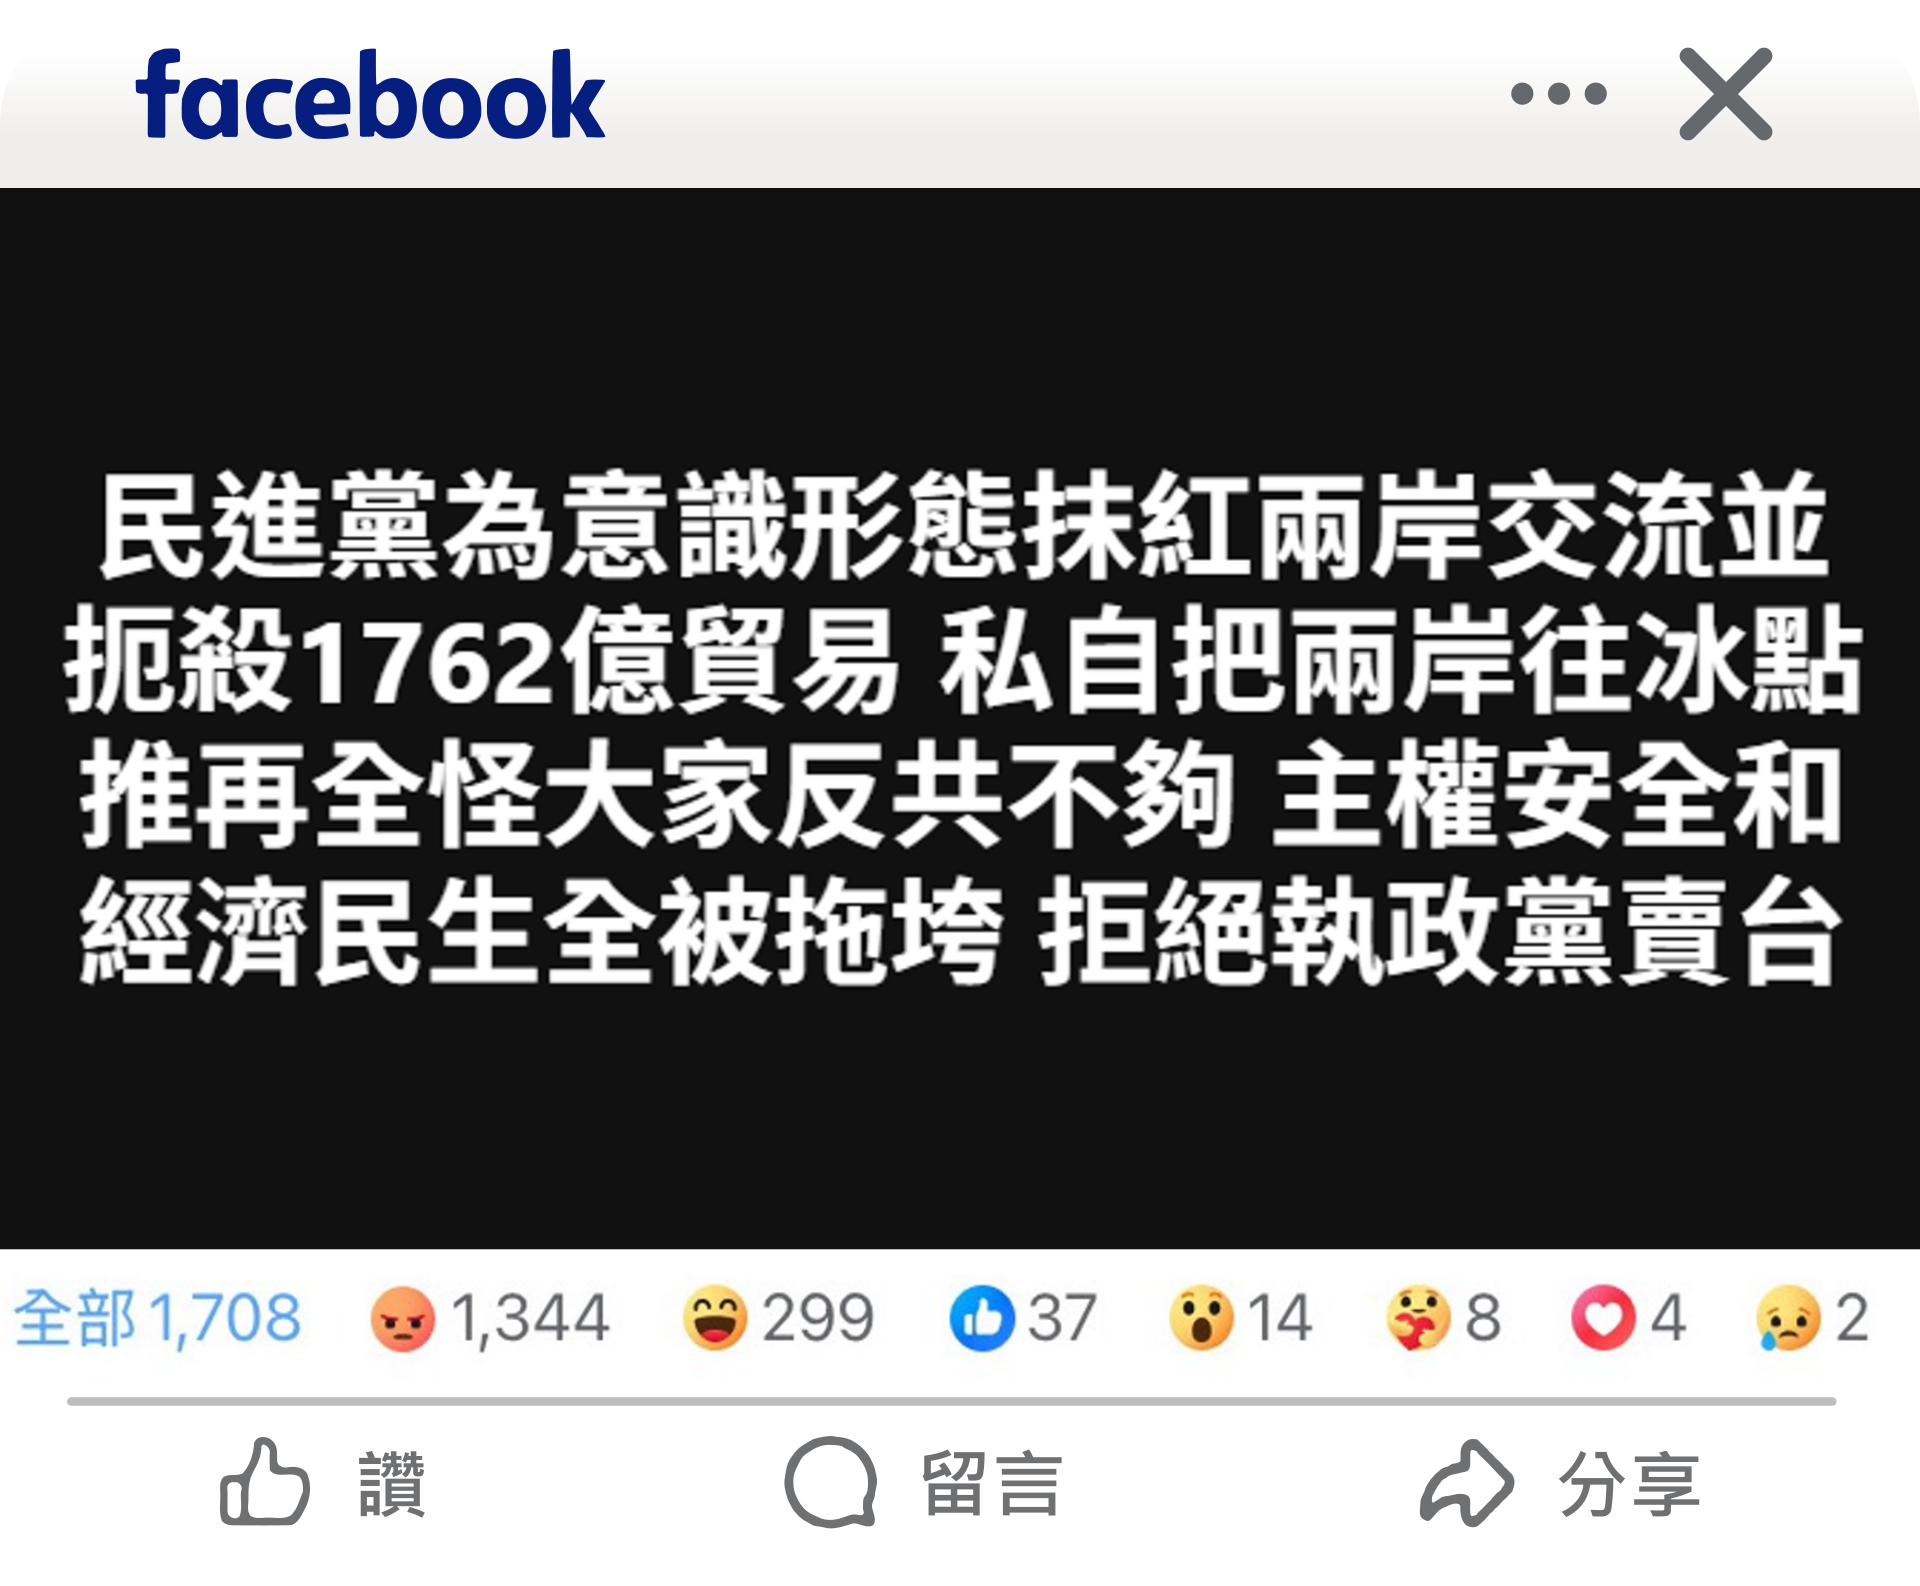 facebook
民進黨為意識形態抹紅兩岸交流並
扼殺1762億貿易 私自把兩岸往冰點
推再全怪大家反共不夠 主權安全和
經濟民生全被拖垮 拒絕執政黨賣台
全部 1,708 1,344 299 37 14 8 4 2
讚 留言 分享